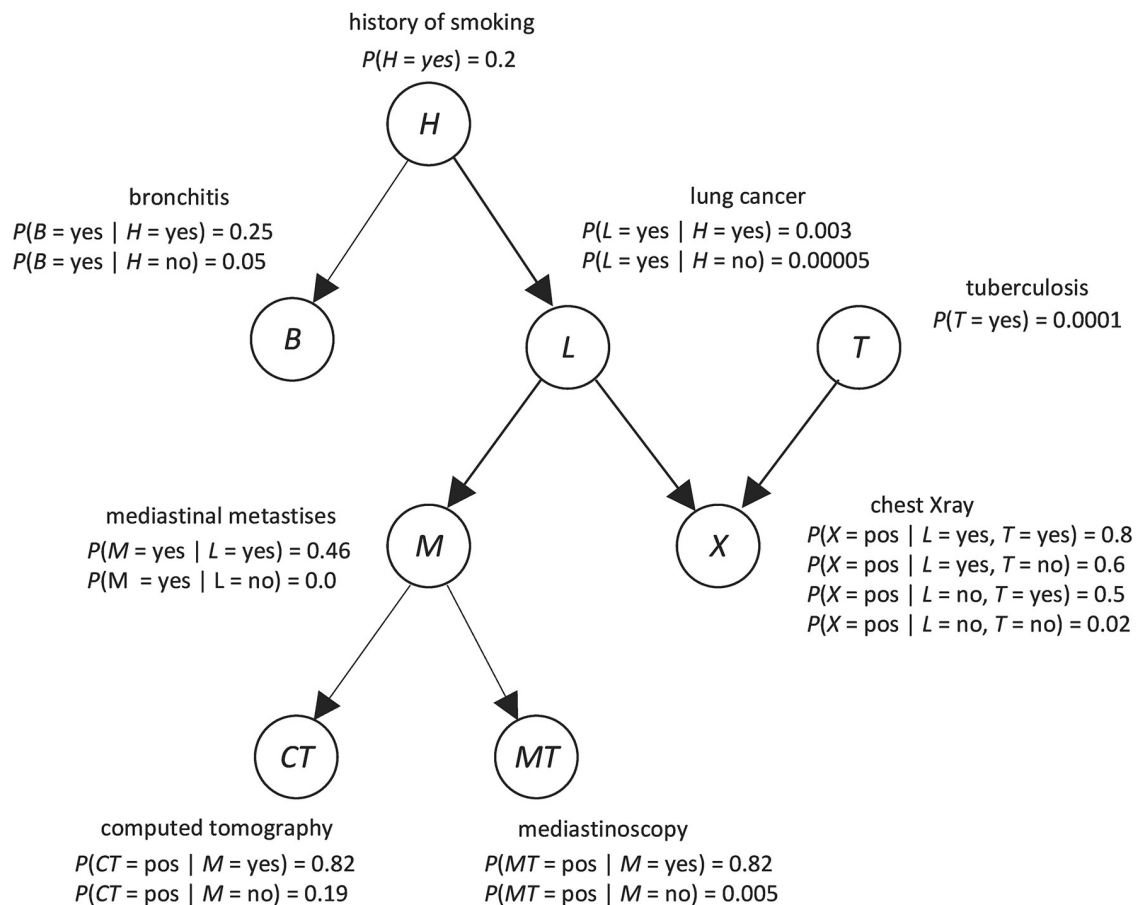 history of smoking
P(H = yes) = 0.2
H
bronchitis
P(B = yes | H = yes) = 0.25
P(B = yes | H = no) = 0.05
lung cancer
P(L = yes | H = yes) = 0.003
P(L = yes | H = no) = 0.00005
tuberculosis
P(T = yes) = 0.0001
B
L
T
mediastinal metastises
P(M = yes | L = yes) = 0.46
P(M = yes | L = no) = 0.0
M
X
chest Xray
P(X = pos | L = yes, T = yes) = 0.8
P(X = pos | L = yes, T = no) = 0.6
P(X = pos | L = no, T = yes) = 0.5
P(X = pos | L = no, T = no) = 0.02
CT
MT
computed tomography
P(CT = pos | M = yes) = 0.82
P(CT = pos | M = no) = 0.19
mediastinoscopy
P(MT = pos | M = yes) = 0.82
P(MT = pos | M = no) = 0.005